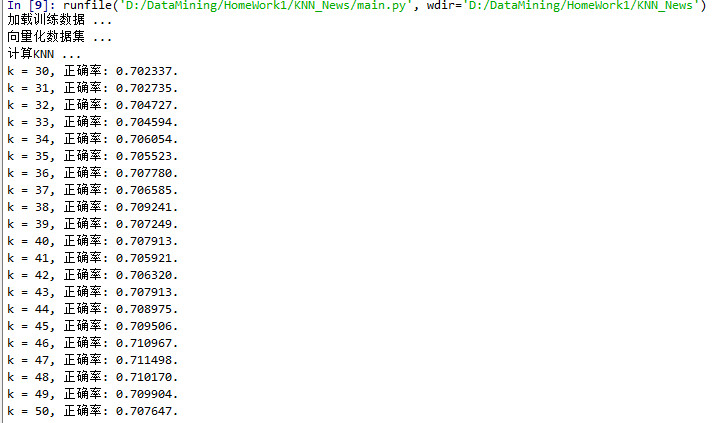 In [9]: runfile('D:/DataMining/HomeWork1/KNN_News/main.py', wdir='D:/DataMining/HomeWork1/KNN_News')
加载训练数据 ...
向量化数据集 ...
计算KNN ...
k = 30, 正确率: 0.702337.
k = 31, 正确率: 0.702735.
k = 32, 正确率: 0.704727.
k = 33, 正确率: 0.704594.
k = 34, 正确率: 0.706054.
k = 35, 正确率: 0.705523.
k = 36, 正确率: 0.707780.
k = 37, 正确率: 0.706585.
k = 38, 正确率: 0.709241.
k = 39, 正确率: 0.707249.
k = 40, 正确率: 0.707913.
k = 41, 正确率: 0.705921.
k = 42, 正确率: 0.706320.
k = 43, 正确率: 0.707913.
k = 44, 正确率: 0.708975.
k = 45, 正确率: 0.709506.
k = 46, 正确率: 0.710967.
k = 47, 正确率: 0.711498.
k = 48, 正确率: 0.710170.
k = 49, 正确率: 0.709904.
k = 50, 正确率: 0.707647.